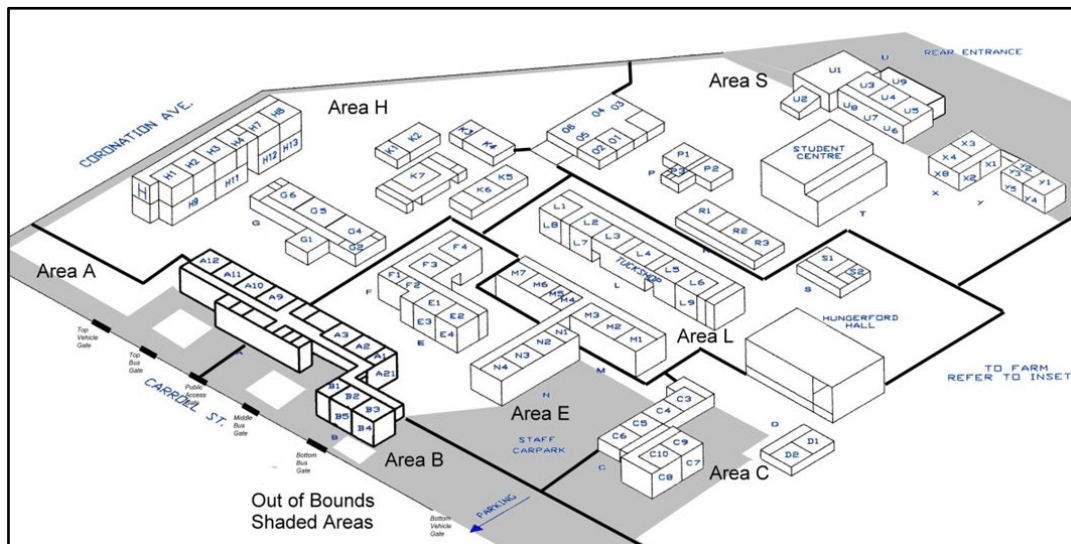 REAR ENTRANCE
Area S
U
U1
U9
U3
U4
U5
U2
U8
U7
U6
CORONATION AVE.
Area H
H8
H7
H4
H3
H2
H1
H
H13
H12
H11
H9
K2
K1
K3
K4
K7
K5
K6
O3
O4
O6
O5
O1
O2
P1
P2
P3
P
STUDENT
CENTRE
T
X3
X4
X1
X2
X8
X
Y2
Y3
Y1
Y5
Y4
Y
G6
G5
G4
G1
G2
G
L1
L2
L3
L4
L5
L6
L8
L7
L9
TUCKSHOP
L
R1
R2
R3
S1
S2
S
Area A
A12
A11
A10
A9
A3
A2
A1
A21
A
F4
F3
F1
F2
F
E1
E2
E3
E4
E
M7
M6
M5
M4
M3
M2
M1
M
Area L
HUNGERFORD
HALL
N1
N2
N3
N4
N
Area E
TO FARM
REFER TO INSET
Top
Vehicle
Gate
Top
Bus
Gate
Public
Access
CARROLL ST.
Middle
Bus
Gate
Bottom
Bus
Gate
B1
B2
B3
B5
B4
B
Area B
STAFF
CARPARK
C3
C4
C5
C6
C9
C10
C7
C8
C
Area C
D
D1
D2
Out of Bounds
Shaded Areas
Bottom
Vehicle
Gate
PARKING